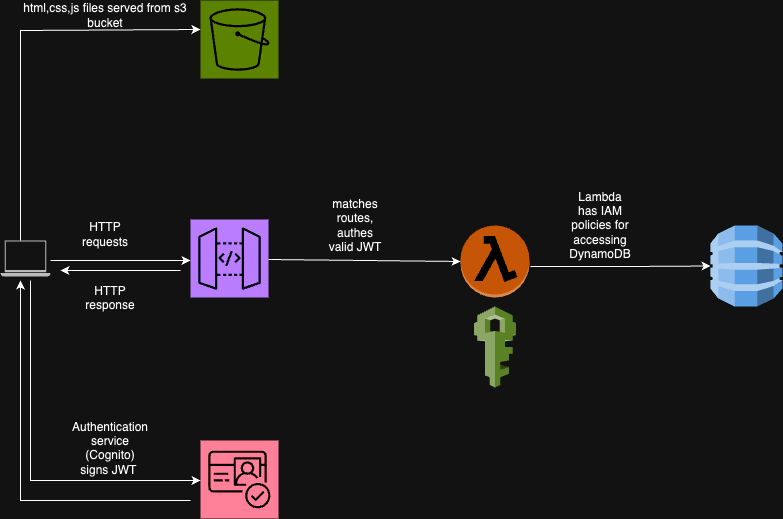 html,css,js files served from s3
bucket
matches
routes,
authes
valid JWT
Lambda
has IAM
policies for
accessing
DynamoDB
HTTP
requests
</>
HTTP
response
Authentication
service
(Cognito)
signs JWT